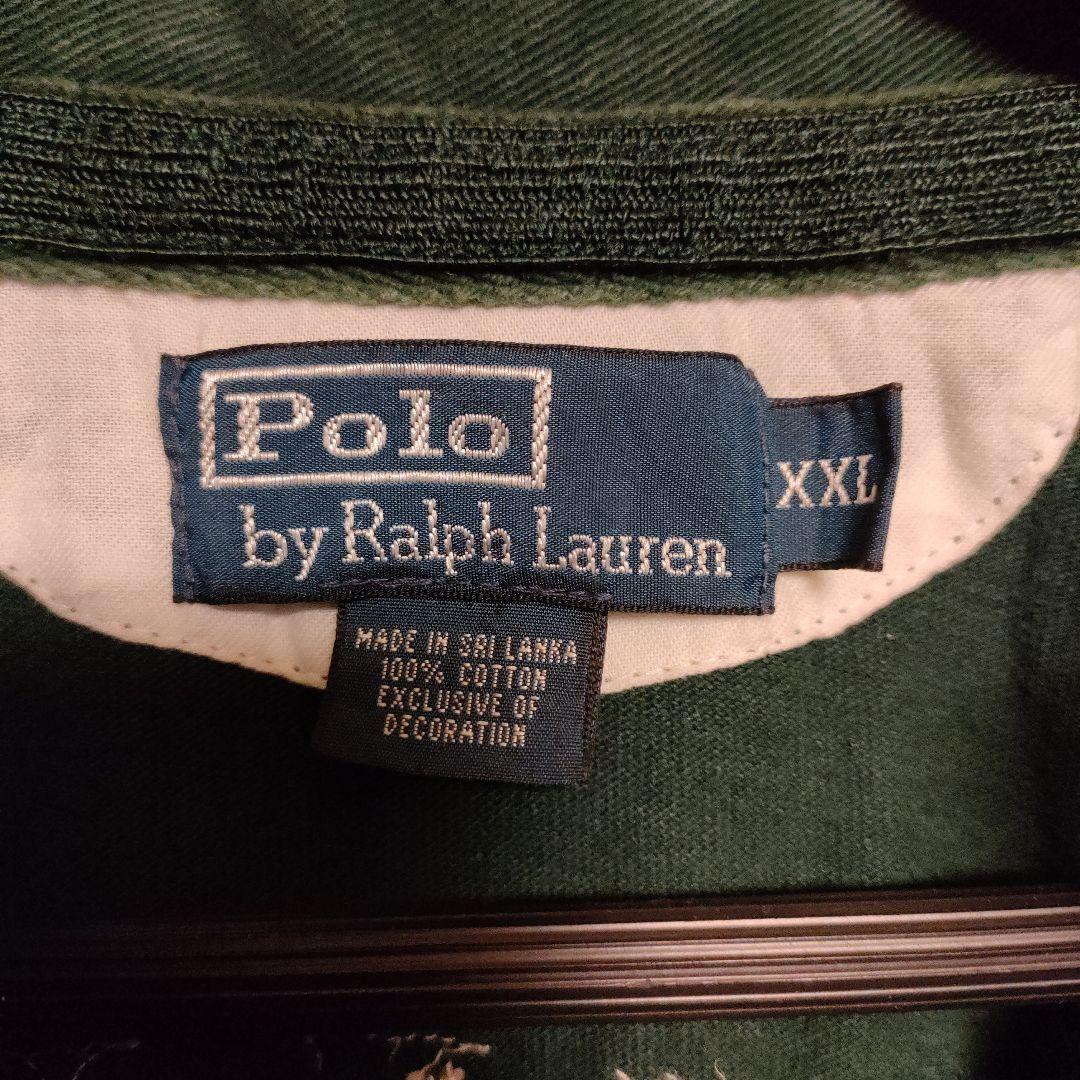 Polo
by Ralph Lauren
XXL
MADE IN SRI LANKA
100% COTTON
EXCLUSIVE OF
DECORATION